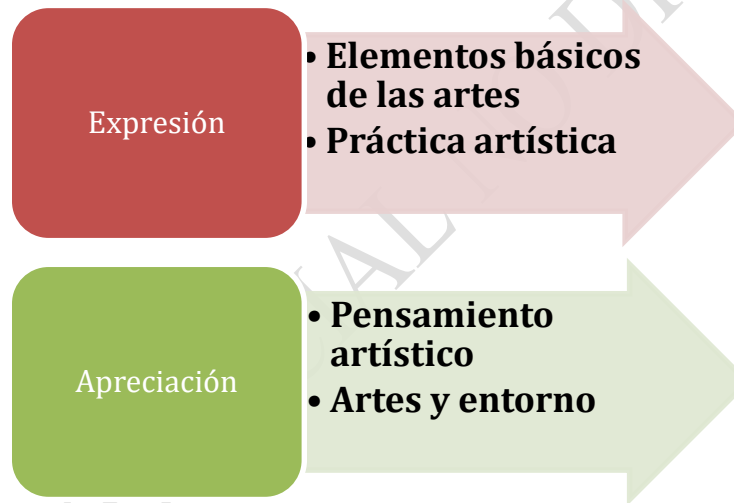 Expresión
• Elementos básicos
de las artes
• Práctica artística
Apreciación
• Pensamiento
artístico
• Artes y entorno